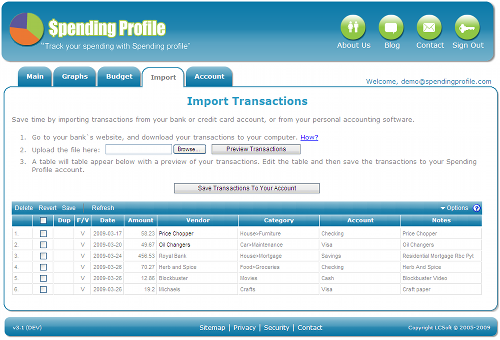 $pending Profile
"Track your spending with Spending profile"
About Us Blog Contact Sign Out
Main Graphs Budget Import Account
Welcome, demo@spendingprofile.com
Import Transactions
Save time by importing transactions from your bank or credit card account, or from your personal accounting software.
1. Go to your bank`s website, and download your transactions to your computer. How?
2. Upload the file here: Browse... Preview Transactions
3. A table will table appear below with a preview of your transactions. Edit the table and then save the transactions to your Spending
Profile account.
Save Transactions To Your Account
Delete Revert Save Refresh Options ?
Dup F/V Date Amount Vendor Category Account Notes
1 V 2009-03-17 58.23 Price Chopper House>Furniture Checking Price Chopper
2 V 2009-03-20 49.87 Oil Changers Car>Maintenance Visa Oil Changers
3 V 2009-03-24 456.53 Royal Bank House>Mortgage Savings Residential Mortgage Rbc Pyt
4 V 2009-03-26 70.27 Herb and Spice Food>Groceries Checking Herb And Spice
5 V 2009-03-26 12.66 Blockbuster Movies Cash Blockbuster Video
6 V 2009-03-26 19.2 Michaels Crafts Visa Craft paper
v3.1 (DEV) Sitemap | Privacy | Security | Contact Copyright LCSoft © 2005-2009